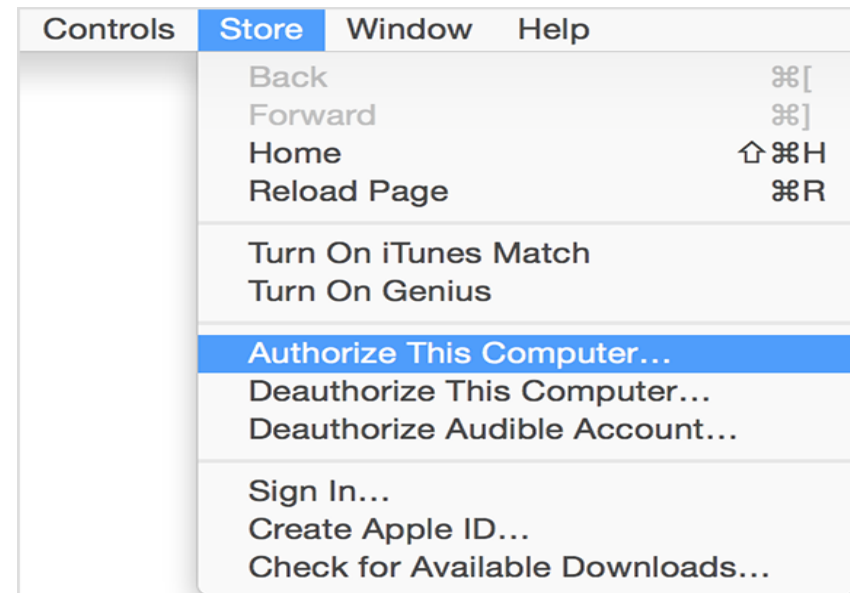 Controls Store Window Help
Back ⌘[
Forward ⌘]
Home ⇧⌘H
Reload Page ⌘R
Turn On iTunes Match
Turn On Genius
Authorize This Computer...
Deauthorize This Computer...
Deauthorize Audible Account...
Sign In...
Create Apple ID...
Check for Available Downloads...